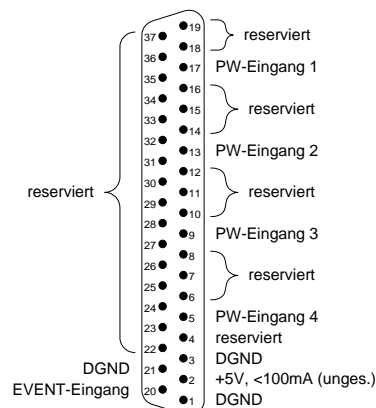 19 reserviert
37
18
36
17 PW-Eingang 1
35
16
34
15 reserviert
33
14
32
13 PW-Eingang 2
31
12
reserviert 30
11 reserviert
29
10
28
9 PW-Eingang 3
27
8
26
7 reserviert
25
6
24
5 PW-Eingang 4
23
4 reserviert
22
3 DGND
DGND 21
2 +5V, <100mA (unges.)
EVENT-Eingang 20
1 DGND